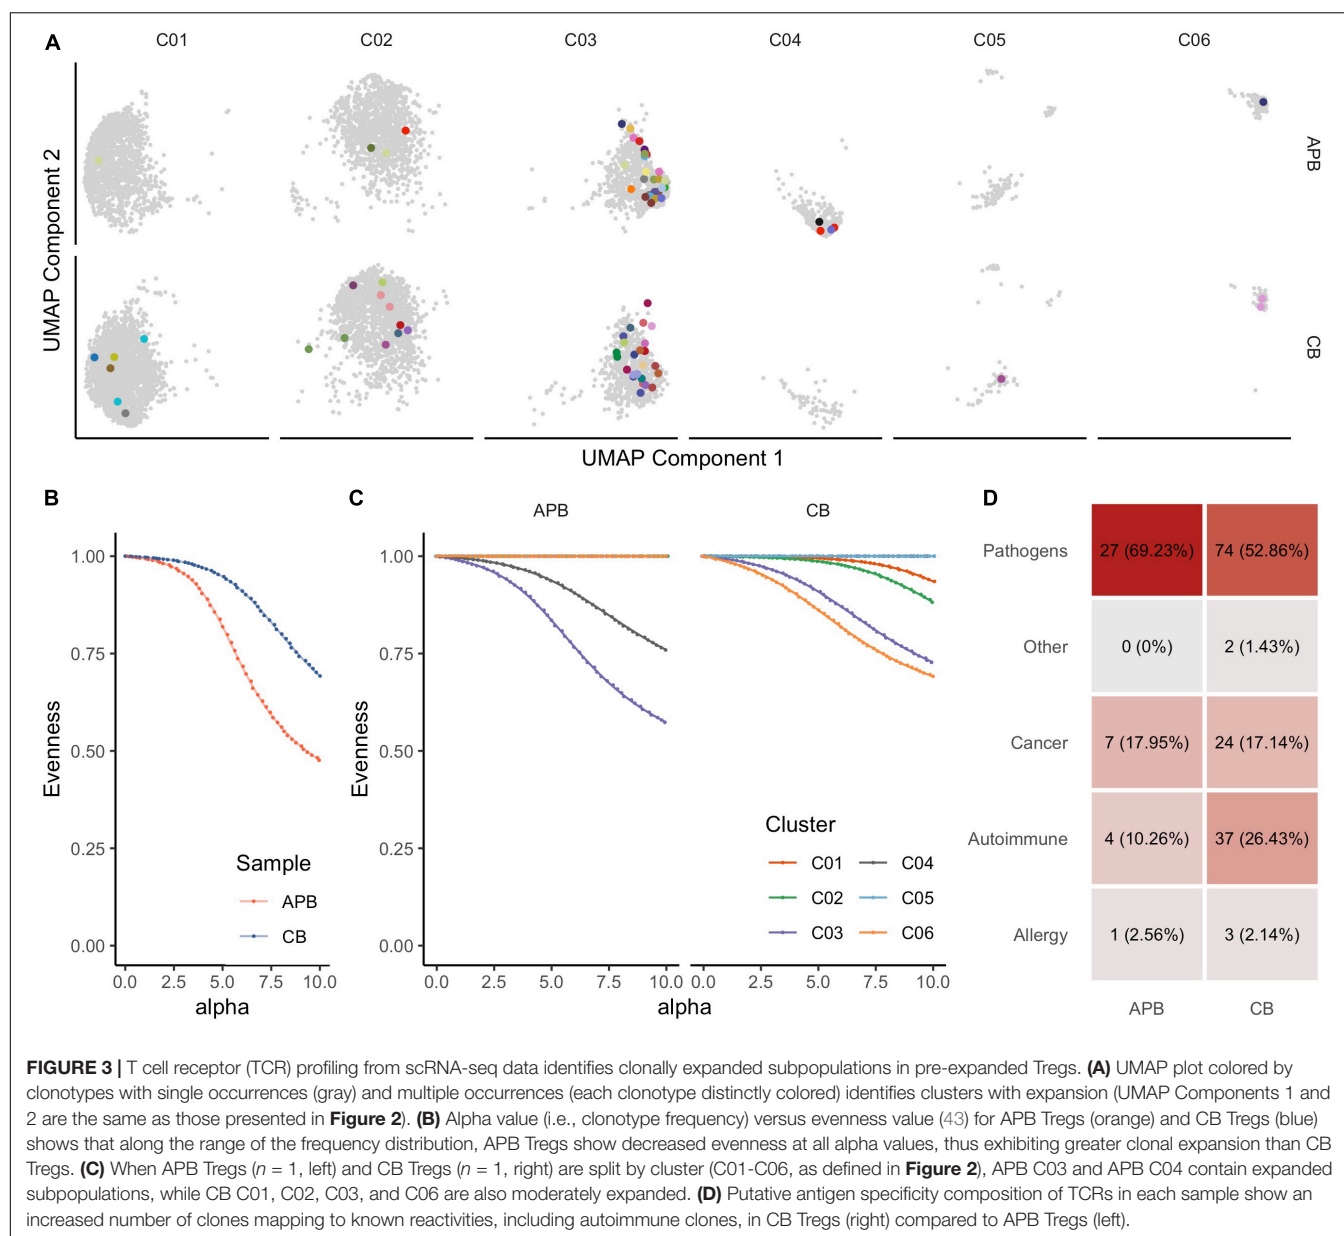 A
C01 C02 C03 C04 C05 C06
UMAP Component 2
APB
CB
UMAP Component 1
B
1.00
0.75
0.50
0.25
0.00
Evenness
Sample
APB
CB
0.0 2.5 5.0 7.5 10.0
alpha
C
APB CB
1.00
0.75
0.50
0.25
0.00
Evenness
Cluster
C01 C04
C02 C05
C03 C06
0.0 2.5 5.0 7.5 10.0 0.0 2.5 5.0 7.5 10.0
alpha
D
Pathogens 27 (69.23%) 74 (52.86%)
Other 0 (0%) 2 (1.43%)
Cancer 7 (17.95%) 24 (17.14%)
Autoimmune 4 (10.26%) 37 (26.43%)
Allergy 1 (2.56%) 3 (2.14%)
APB CB
FIGURE 3 | T cell receptor (TCR) profiling from scRNA-seq data identifies clonally expanded subpopulations in pre-expanded Tregs. (A) UMAP plot colored by
clonotypes with single occurrences (gray) and multiple occurrences (each clonotype distinctly colored) identifies clusters with expansion (UMAP Components 1 and
2 are the same as those presented in Figure 2). (B) Alpha value (i.e., clonotype frequency) versus evenness value (43) for APB Tregs (orange) and CB Tregs (blue)
shows that along the range of the frequency distribution, APB Tregs show decreased evenness at all alpha values, thus exhibiting greater clonal expansion than CB
Tregs. (C) When APB Tregs (n = 1, left) and CB Tregs (n = 1, right) are split by cluster (C01-C06, as defined in Figure 2), APB C03 and APB C04 contain expanded
subpopulations, while CB C01, C02, C03, and C06 are also moderately expanded. (D) Putative antigen specificity composition of TCRs in each sample show an
increased number of clones mapping to known reactivities, including autoimmune clones, in CB Tregs (right) compared to APB Tregs (left).